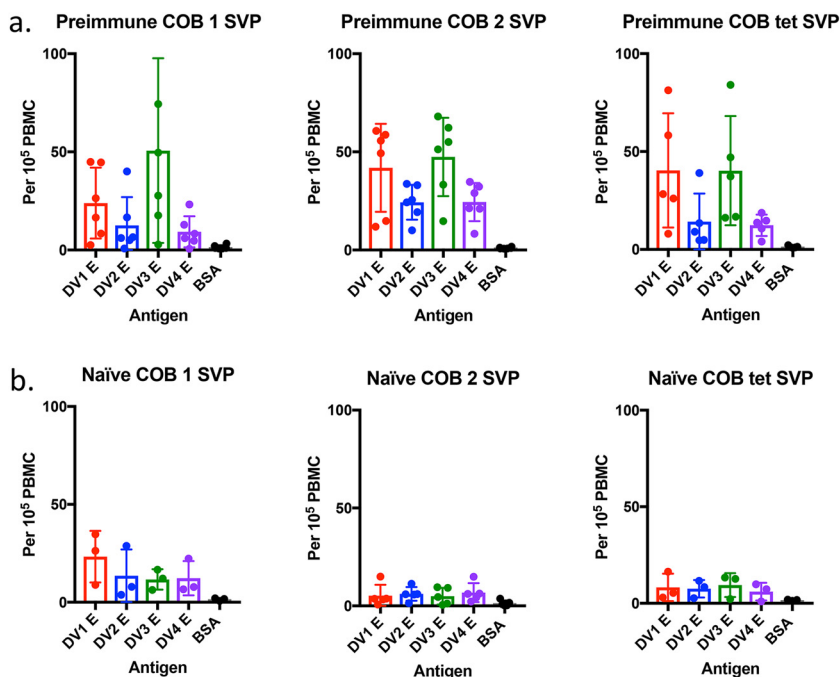 a.
Preimmune COB 1 SVP
Preimmune COB 2 SVP
Preimmune COB tet SVP
100
50
0
Per 10⁵ PBMC
DV1 E
DV2 E
DV3 E
DV4 E
BSA
Antigen
100
50
0
Per 10⁵ PBMC
DV1 E
DV2 E
DV3 E
DV4 E
BSA
Antigen
100
50
0
Per 10⁵ PBMC
DV1 E
DV2 E
DV3 E
DV4 E
BSA
Antigen
b.
Naïve COB 1 SVP
Naïve COB 2 SVP
Naïve COB tet SVP
100
50
0
Per 10⁵ PBMC
DV1 E
DV2 E
DV3 E
DV4 E
BSA
Antigen
100
50
0
Per 10⁵ PBMC
DV1 E
DV2 E
DV3 E
DV4 E
BSA
Antigen
100
50
0
Per 10⁵ PBMC
DV1 E
DV2 E
DV3 E
DV4 E
BSA
Antigen